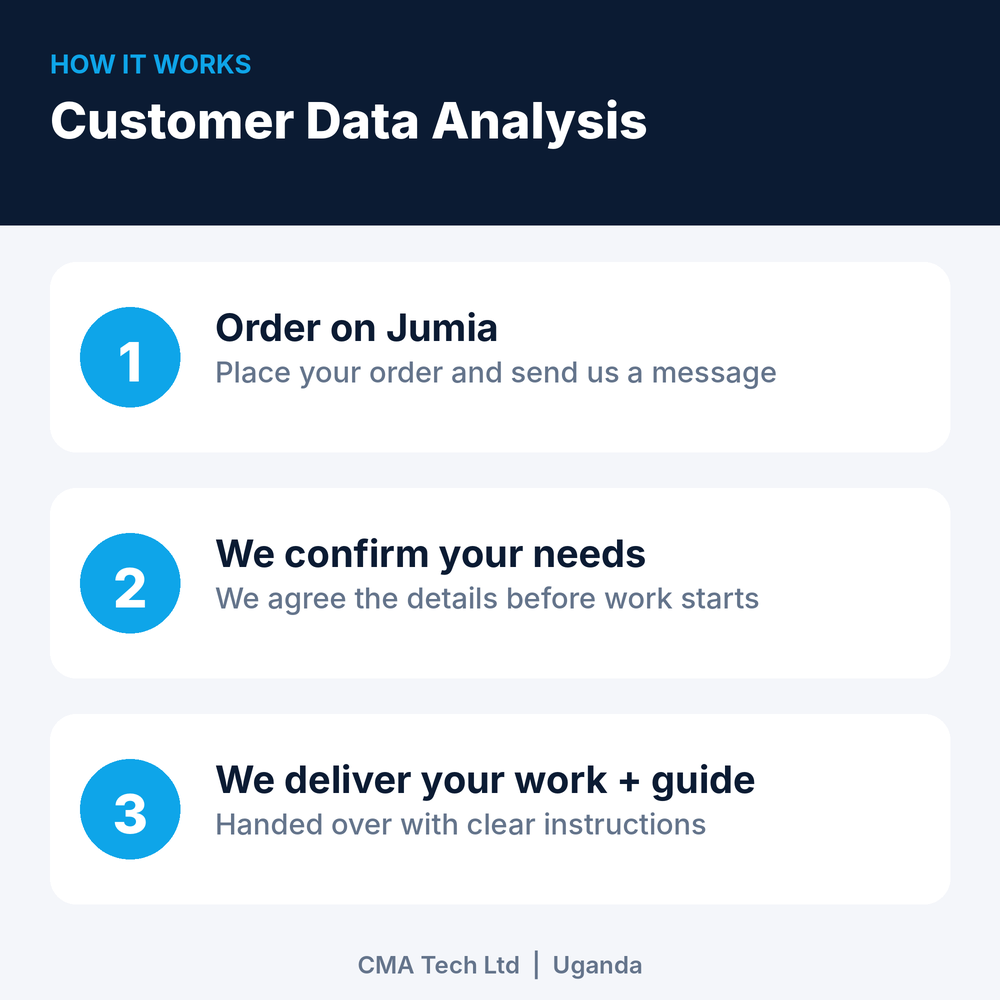 HOW IT WORKS
Customer Data Analysis
1
Order on Jumia
Place your order and send us a message
2
We confirm your needs
We agree the details before work starts
3
We deliver your work + guide
Handed over with clear instructions
CMA Tech Ltd | Uganda